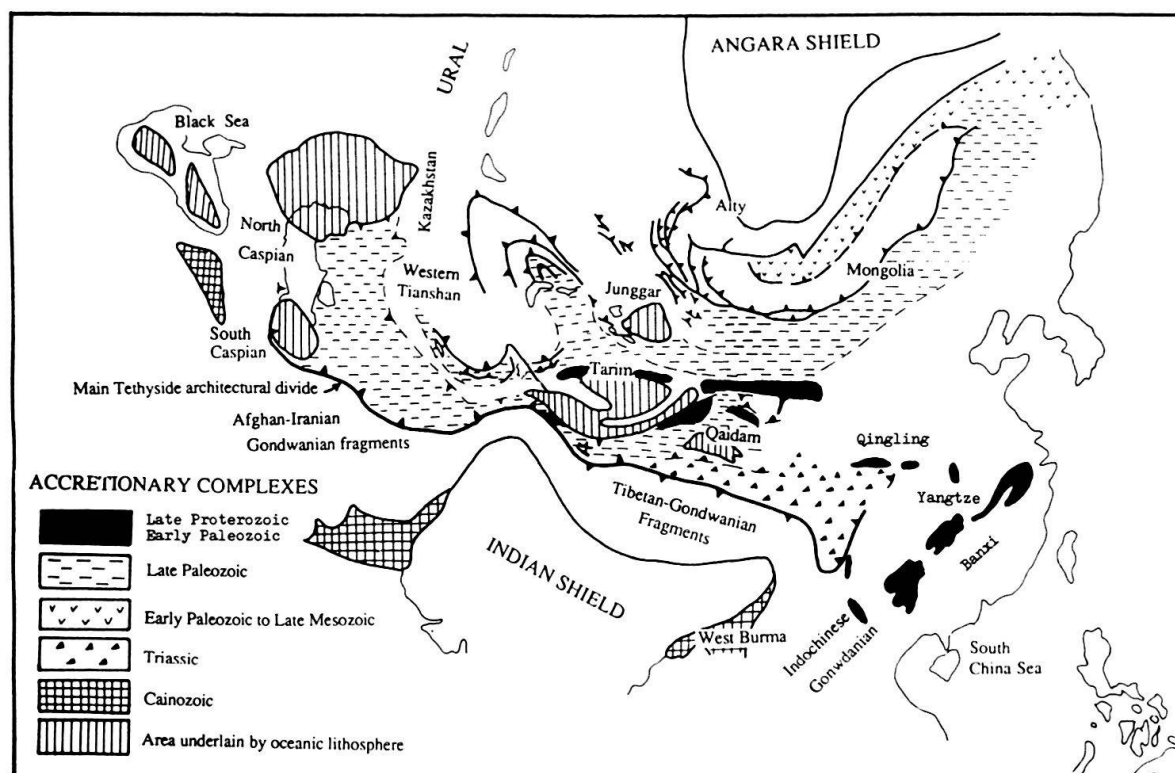 ANGARA SHIELD
URAL
Black Sea
Kazakhstan
Alty
North
Caspian
Mongolia
Western
Tianshan
Junggar
South
Caspian
Tarim
Main Tethyside architectural divide
Afghan-Iranian
Gondwanian fragments
Qaidam
Qingling
Yangtze
Banxi
Tibetan-Gondwanian
Fragments
INDIAN SHIELD
West Burma
Indochinese
Gonwdanian
South
China Sea
ACCRETIONARY COMPLEXES
Late Proterozoic
Early Paleozoic
Late Paleozoic
Early Paleozoic to Late Mesozoic
Triassic
Cainozoic
Area underlain by oceanic lithosphere